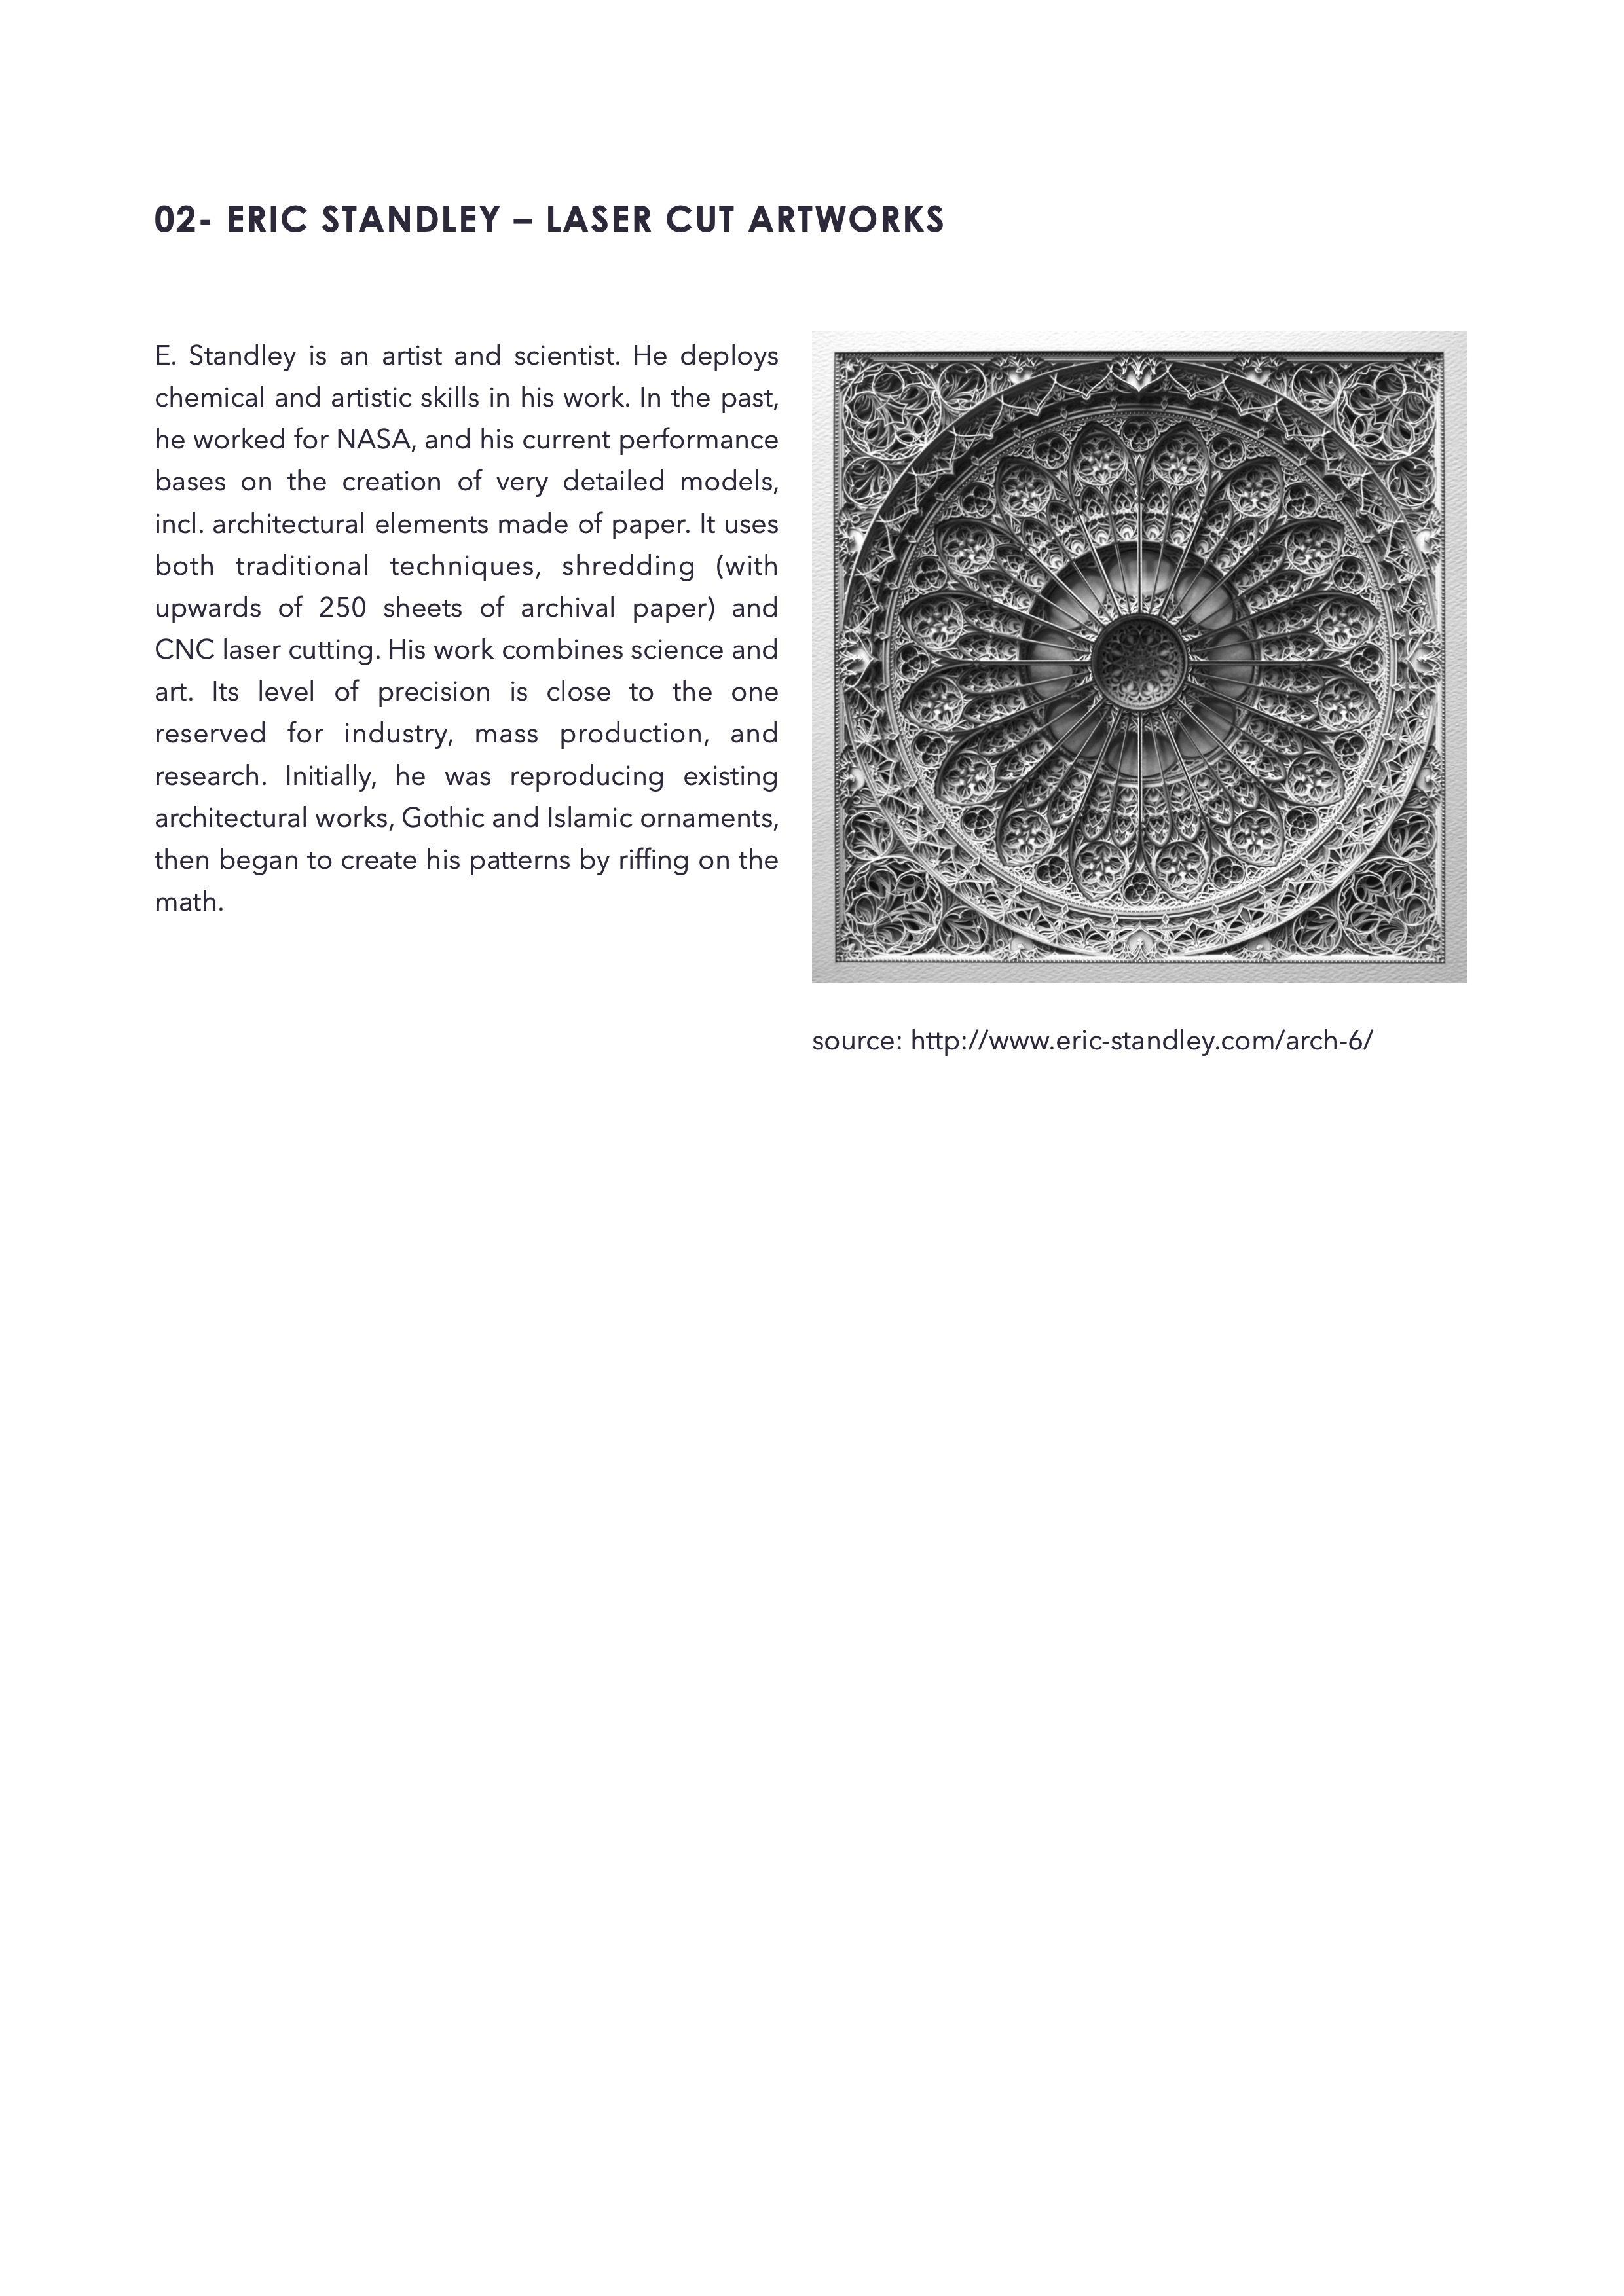 02- ERIC STANDLEY – LASER CUT ARTWORKS
E. Standley is an artist and scientist. He deploys
chemical and artistic skills in his work. In the past,
he worked for NASA, and his current performance
bases on the creation of very detailed models,
incl. architectural elements made of paper. It uses
both traditional techniques, shredding (with
upwards of 250 sheets of archival paper) and
CNC laser cutting. His work combines science and
art. Its level of precision is close to the one
reserved for industry, mass production, and
research. Initially, he was reproducing existing
architectural works, Gothic and Islamic ornaments,
then began to create his patterns by riffing on the
math.
source: http://www.eric-standley.com/arch-6/